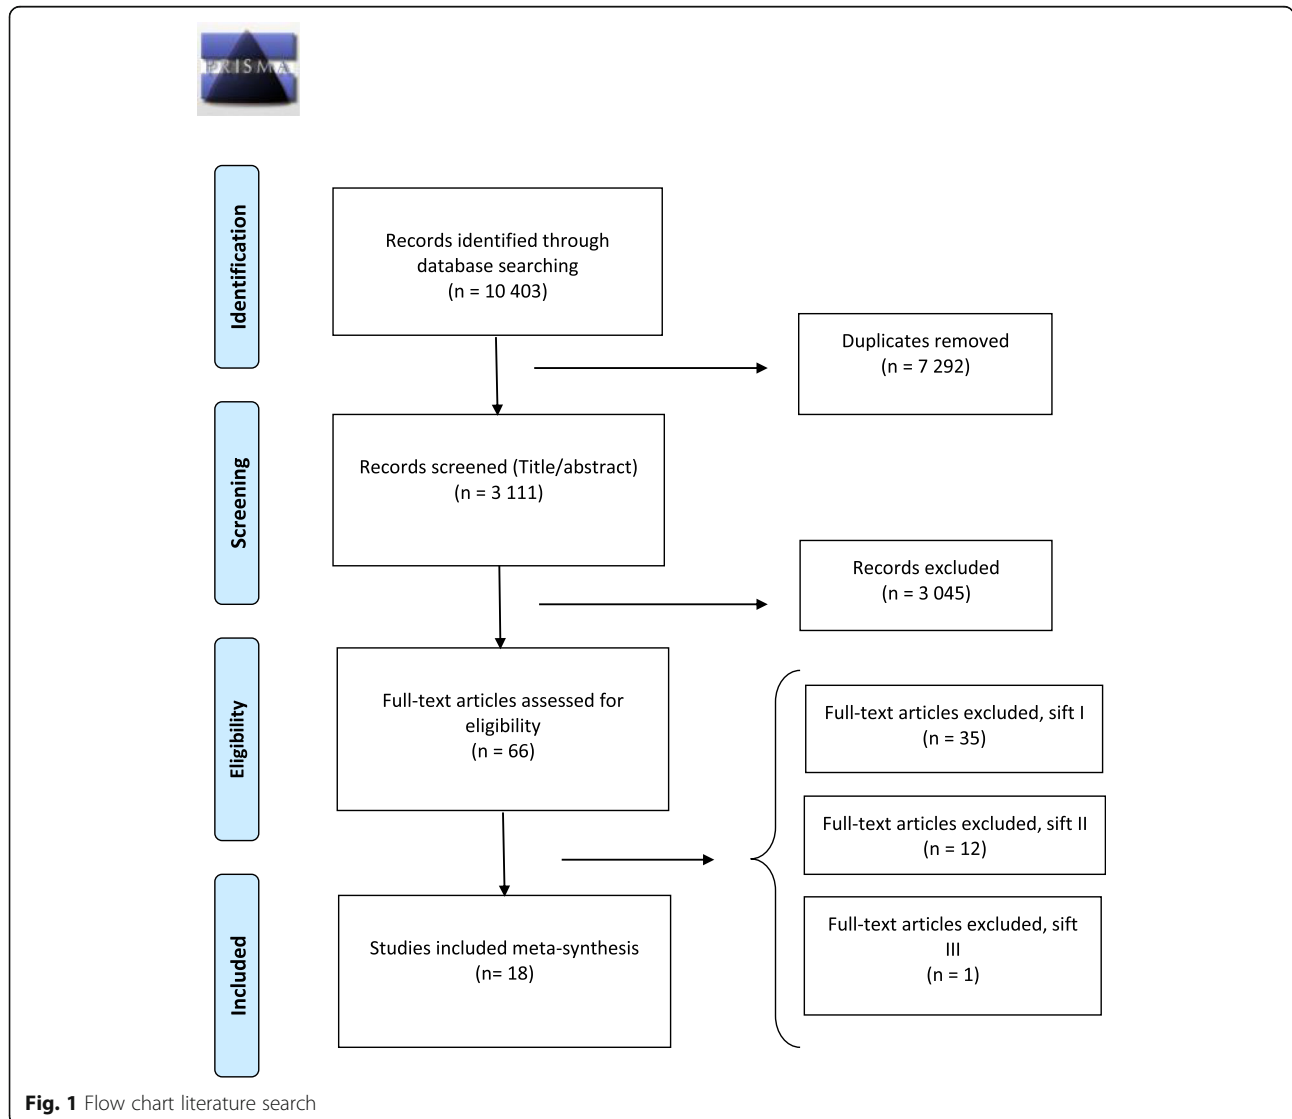 PRISMA
Identification
Records identified through
database searching
(n = 10 403)
Duplicates removed
(n = 7 292)
Screening
Records screened (Title/abstract)
(n = 3 111)
Records excluded
(n = 3 045)
Eligibility
Full-text articles assessed for
eligibility
(n = 66)
Full-text articles excluded, sift I
(n = 35)
Full-text articles excluded, sift II
(n = 12)
Full-text articles excluded, sift
III
(n = 1)
Included
Studies included meta-synthesis
(n= 18)
Fig. 1 Flow chart literature search